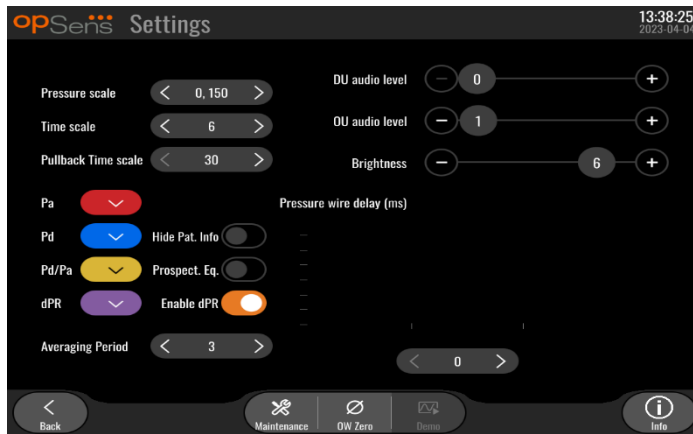 opSens Settings
13:38:25
2023-04-04
Pressure scale 0, 150
Time scale 6
Pullback Time scale 30
DU audio level 0
OU audio level 1
Brightness 6
Pa
Pd
Pd/Pa
dPR
Hide Pat. Info
Prospect. Eq.
Enable dPR
Averaging Period 3
Pressure wire delay (ms)
0
Back
Maintenance
OW Zero
Demo
Info